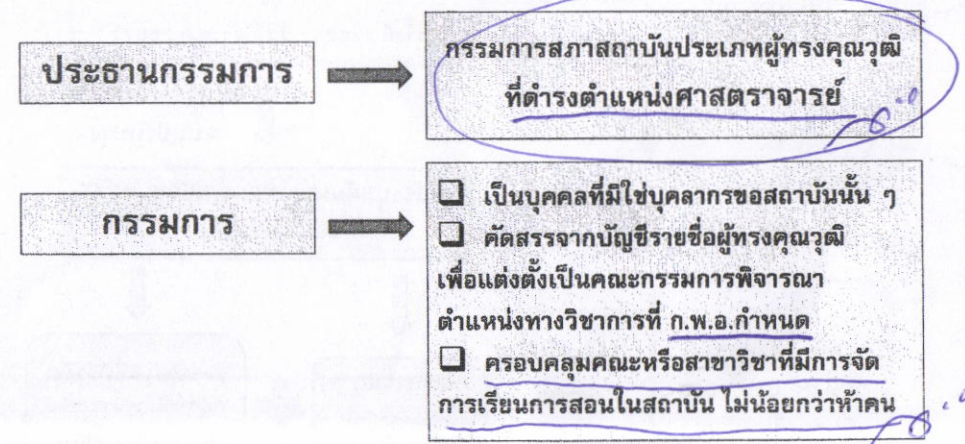 ประธานกรรมการ
กรรมการสภาสถาบันประเภทผู้ทรงคุณวุฒิ
ที่ดำรงตำแหน่งศาสตราจารย์
กรรมการ
เป็นบุคคลที่มิใช่บุคลากรขอสถาบันนั้น ๆ
คัดสรรจากบัญชีรายชื่อผู้ทรงคุณวุฒิ
เพื่อแต่งตั้งเป็นคณะกรรมการพิจารณา
ตำแหน่งทางวิชาการที่ ก.พ.อ.กำหนด
ครอบคลุมคณะหรือสาขาวิชาที่มีการจัด
การเรียนการสอนในสถาบัน ไม่น้อยกว่าห้าคน